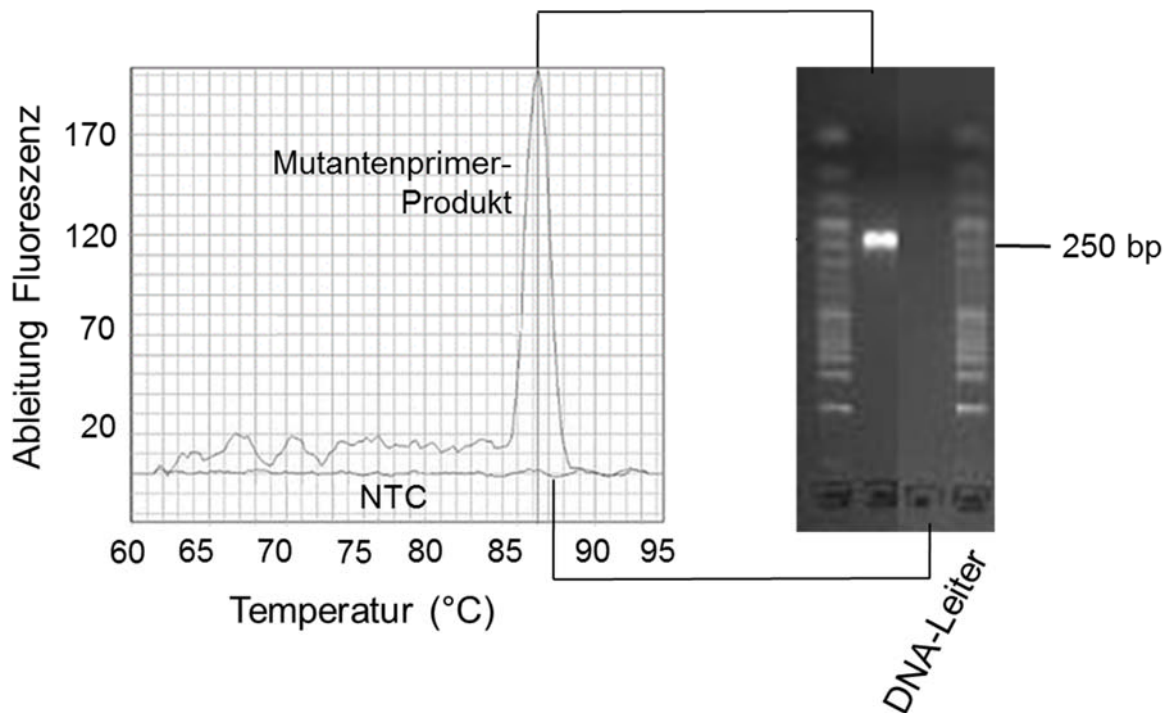 Ableitung Fluoreszenz
170
120
70
20
Mutantenprimer-
Produkt
NTC
60 65 70 75 80 85 90 95
Temperatur (°C)
250 bp
DNA-Leiter